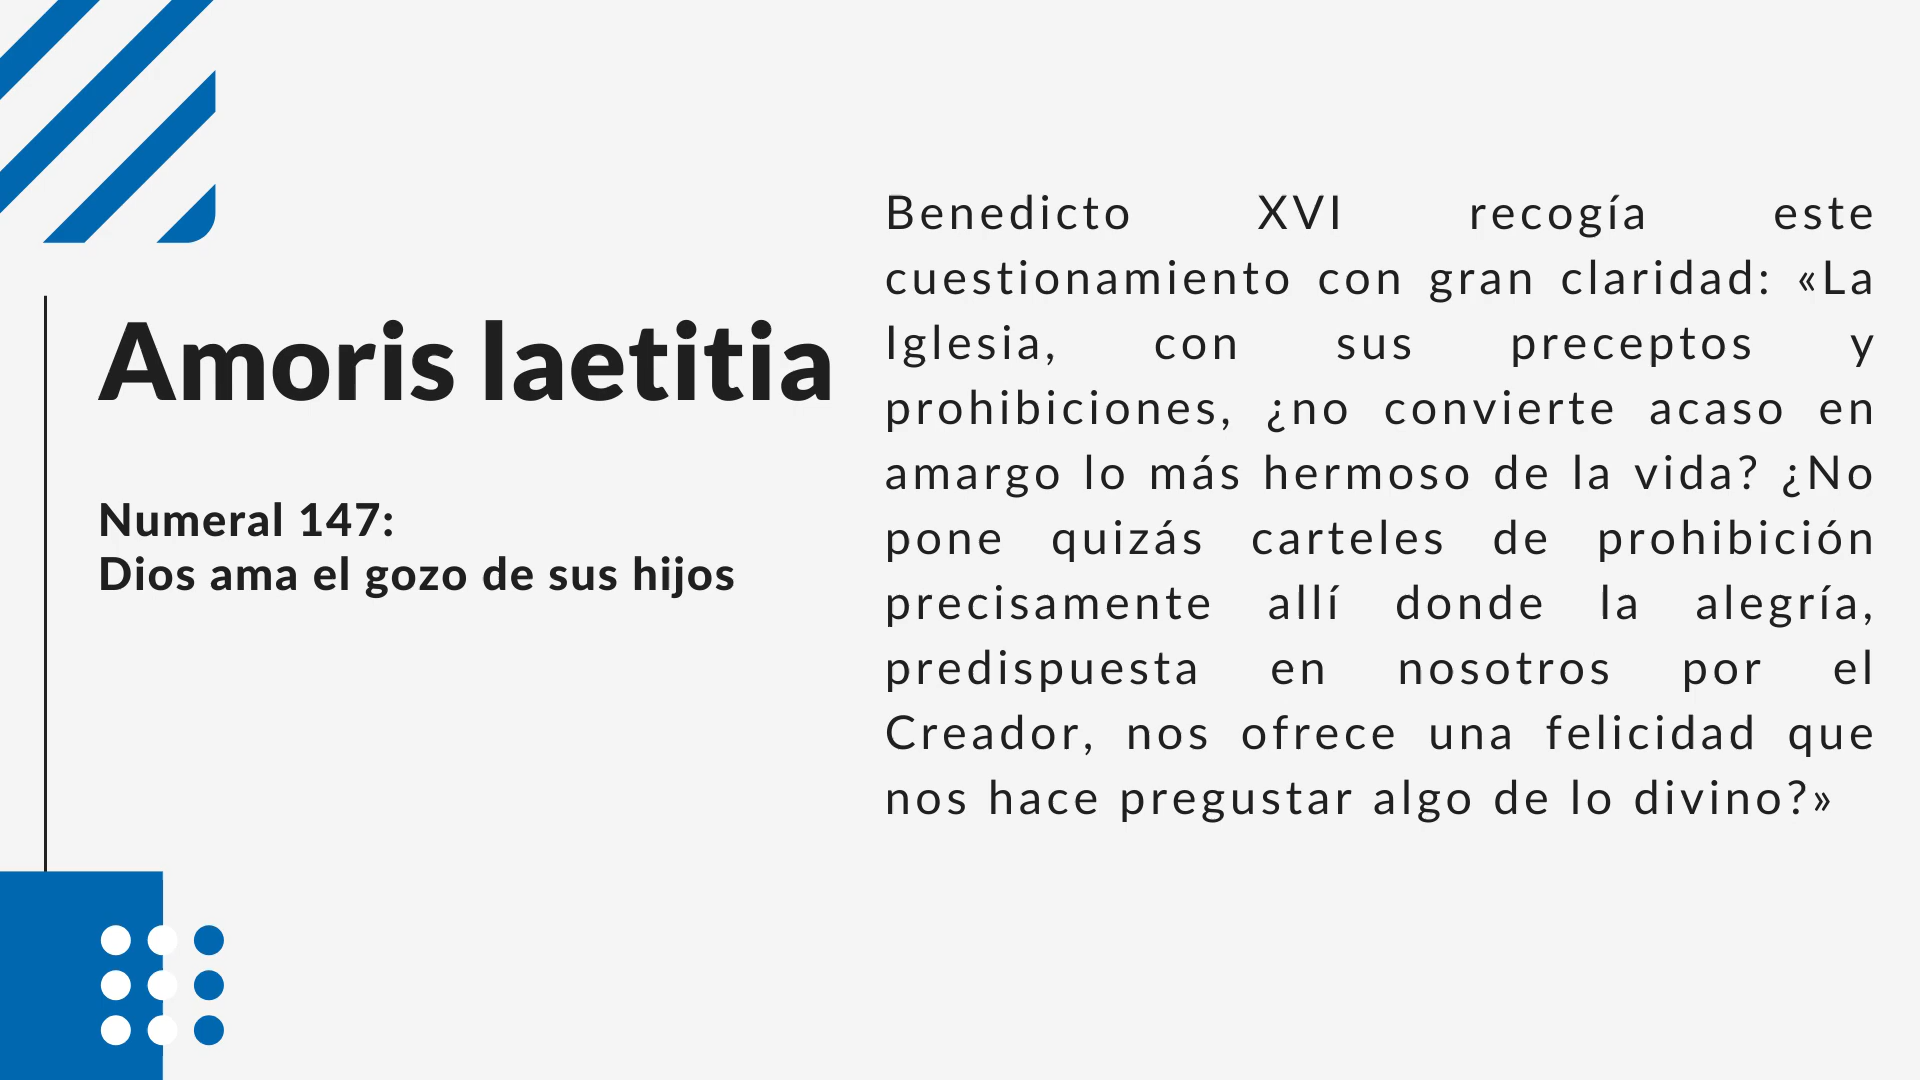 Amoris laetitia
Numeral 147:
Dios ama el gozo de sus hijos
Benedicto XVI recogía este
cuestionamiento con gran claridad: «La
Iglesia, con sus preceptos y
prohibiciones, ¿no convierte acaso en
amargo lo más hermoso de la vida? ¿No
pone quizás carteles de prohibición
precisamente allí donde la alegría,
predispuesta en nosotros por el
Creador, nos ofrece una felicidad que
nos hace pregustar algo de lo divino?»